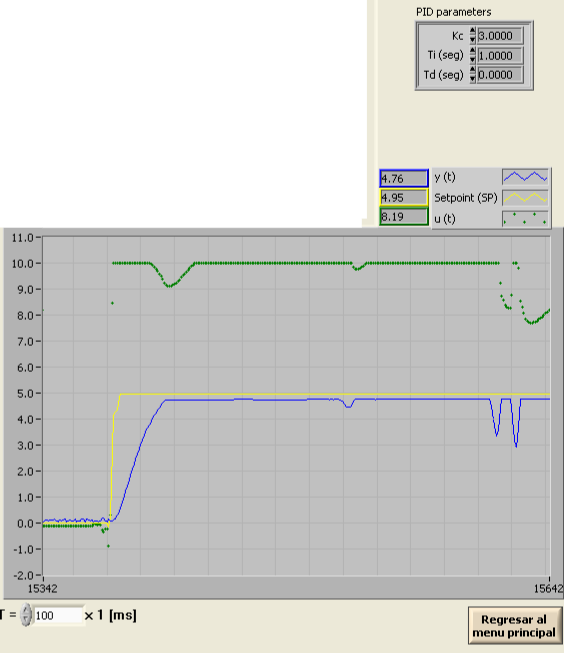 PID parameters
Kc 3.0000
Ti (seg) 1.0000
Td (seg) 0.0000
4.76 y (t)
4.95 Setpoint (SP)
8.19 u (t)
11.0
10.0
9.0
8.0
7.0
6.0
5.0
4.0
3.0
2.0
1.0
0.0
-1.0
-2.0
15342 15642
T = 100 x 1 [ms]
Regresar al
menu principal